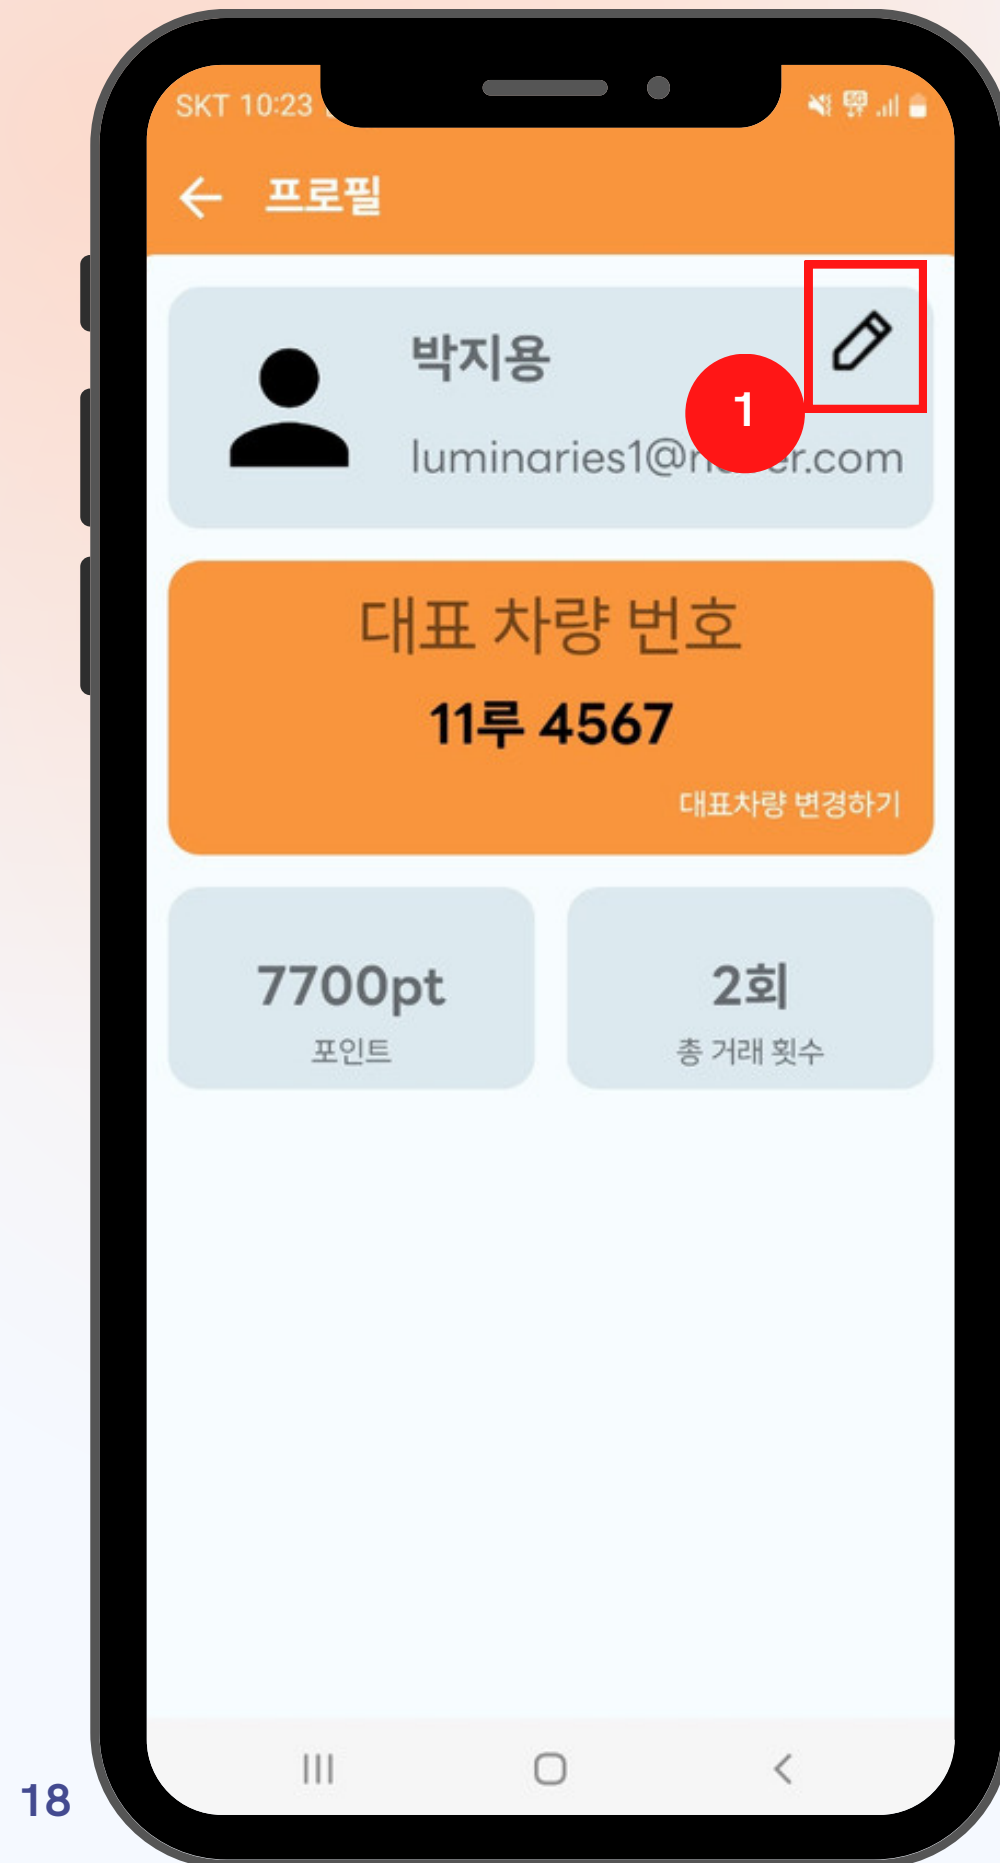 SKT 10:23
프로필
박지용
1
대표 차량 번호
11루 4567
대표차량 변경하기
7700pt
2회
포인트
총 거래 횟수
18